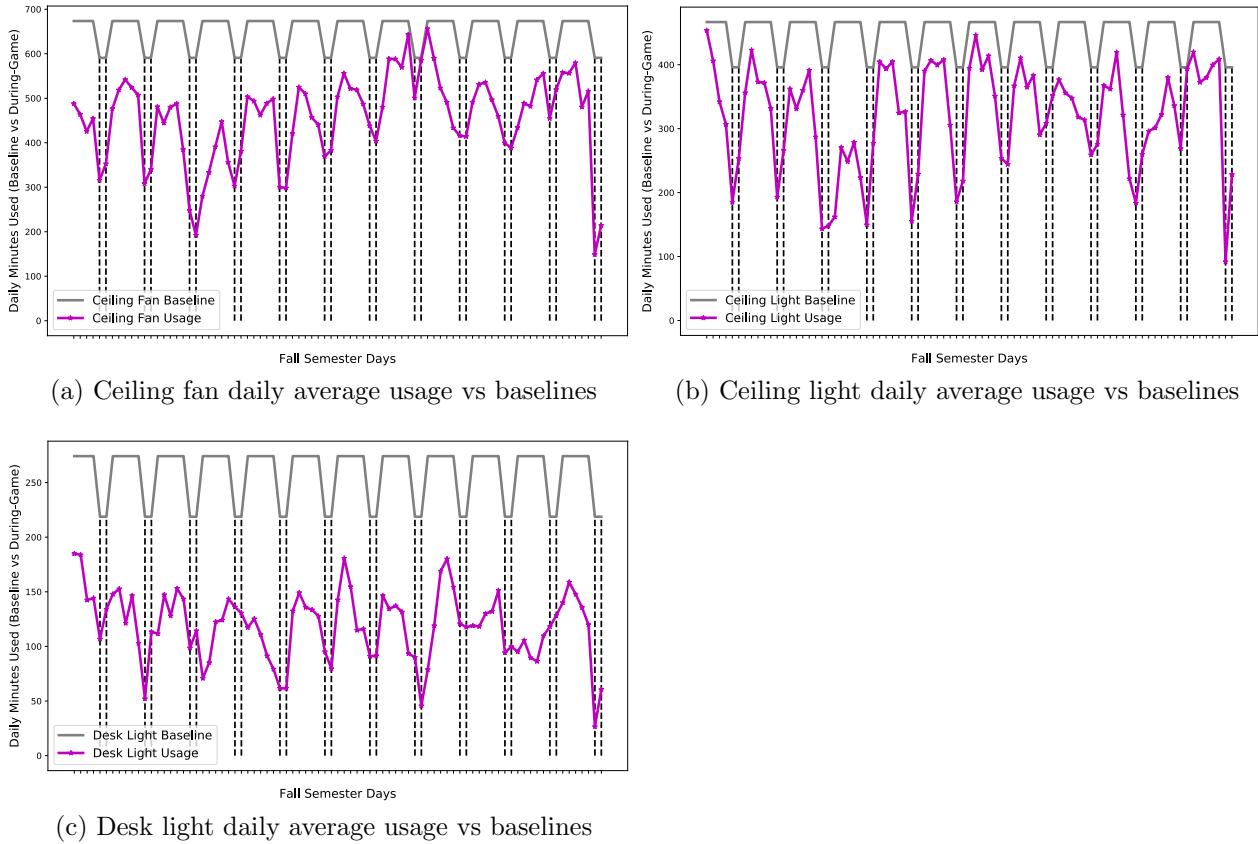 Daily Minutes Used (Baseline vs During-Game)
700
600
500
400
300
200
100
0
Ceiling Fan Baseline
Ceiling Fan Usage
Fall Semester Days
(a) Ceiling fan daily average usage vs baselines
Daily Minutes Used (Baseline vs During-Game)
400
300
200
100
0
Ceiling Light Baseline
Ceiling Light Usage
Fall Semester Days
(b) Ceiling light daily average usage vs baselines
Daily Minutes Used (Baseline vs During-Game)
250
200
150
100
50
0
Desk Light Baseline
Desk Light Usage
Fall Semester Days
(c) Desk light daily average usage vs baselines